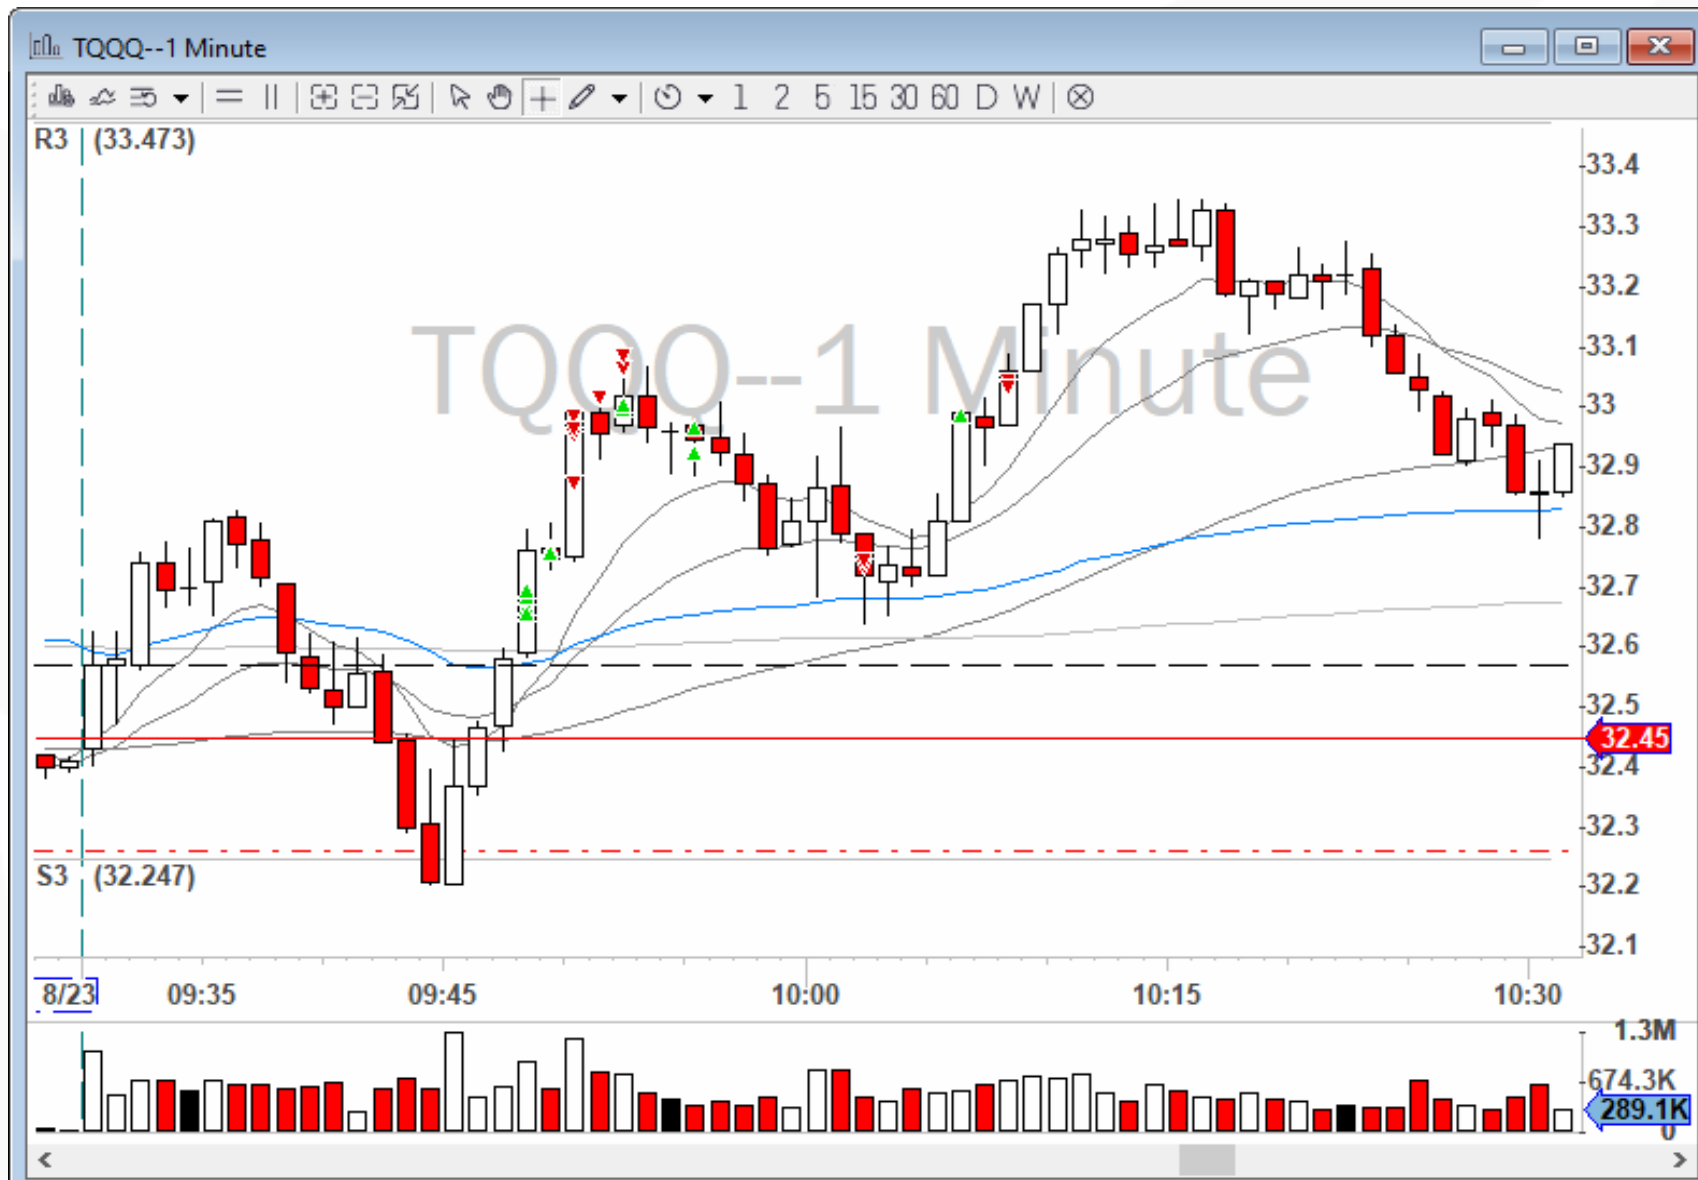 TQQQ--1 Minute
1 2 5 15 30 60 D W
R3 (33.473)
33.4
33.3
33.2
TQQQ--1 Minute
33.1
33
32.9
32.8
32.7
32.6
32.5
32.45
32.4
32.3
S3 (32.247)
32.2
32.1
8/23 09:35 09:45 10:00 10:15 10:30
1.3M
674.3K
289.1K
0